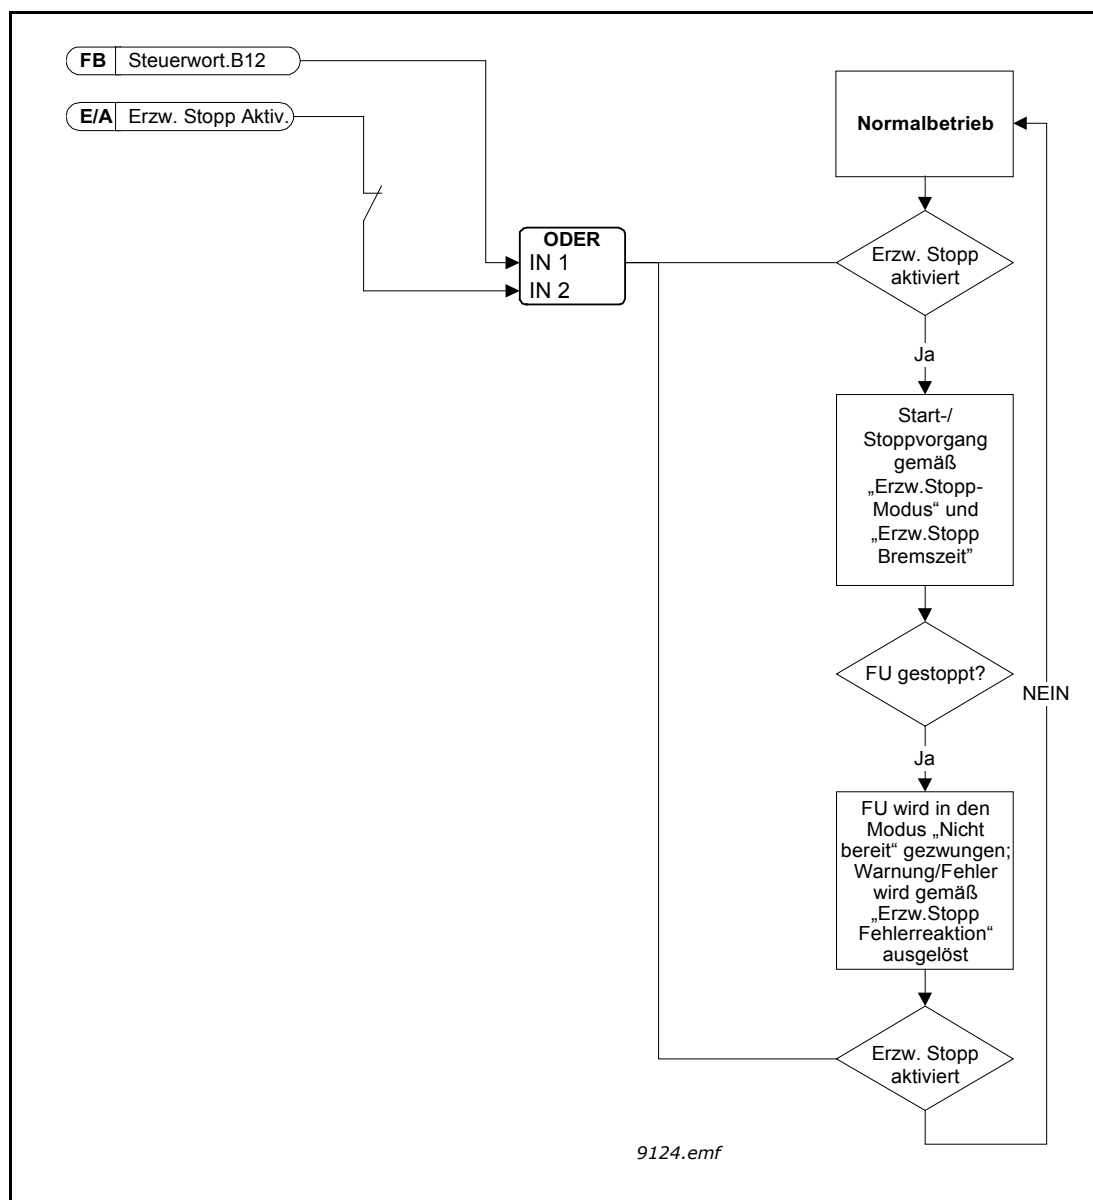 FB Steuerwort.B12
E/A Erzw. Stopp Aktiv.
ODER
IN 1
IN 2
Normalbetrieb
Erzw. Stopp
aktiviert
Ja
Start-/
Stoppvorgang
gemäß
„Erzw.Stopp-
Modus“ und
„Erzw.Stopp
Bremszeit”
FU gestoppt?
NEIN
Ja
FU wird in den
Modus „Nicht
bereit“ gezwungen;
Warnung/Fehler
wird gemäß
„Erzw.Stopp
Fehlerreaktion“
ausgelöst
Erzw. Stopp
aktiviert
9124.emf